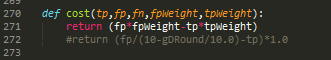 269
270 def cost(tp,fp,fn,fpWeight,tpWeight):
271 return (fp*fpWeight-tp*tpWeight)
272 #return (fp/(10-gDRound/10.0)-tp)*1.0
273